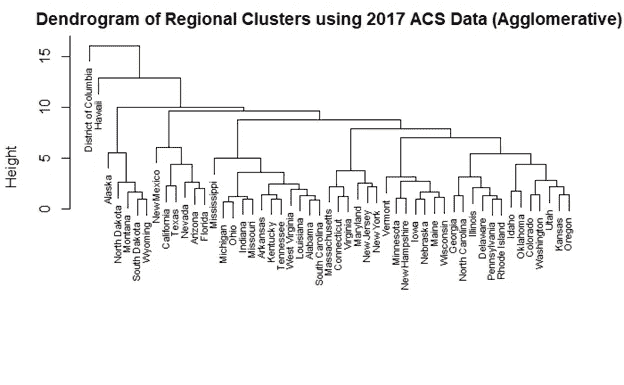 Dendrogram of Regional Clusters using 2017 ACS Data (Agglomerative)
Height
15
10
5
0
District of Columbia
Hawaii
Alaska
North Dakota
Montana
South Dakota
Wyoming
New Mexico
California
Texas
Nevada
Arizona
Florida
Mississippi
Michigan
Ohio
Indiana
Missouri
Arkansas
Kentucky
Tennessee
West Virginia
Louisiana
Alabama
South Carolina
Massachusetts
Connecticut
Virginia
Maryland
New Jersey
New York
Vermont
Minnesota
New Hampshire
Iowa
Nebraska
Maine
Wisconsin
Georgia
North Carolina
Illinois
Delaware
Pennsylvania
Rhode Island
Idaho
Oklahoma
Colorado
Washington
Utah
Kansas
Oregon